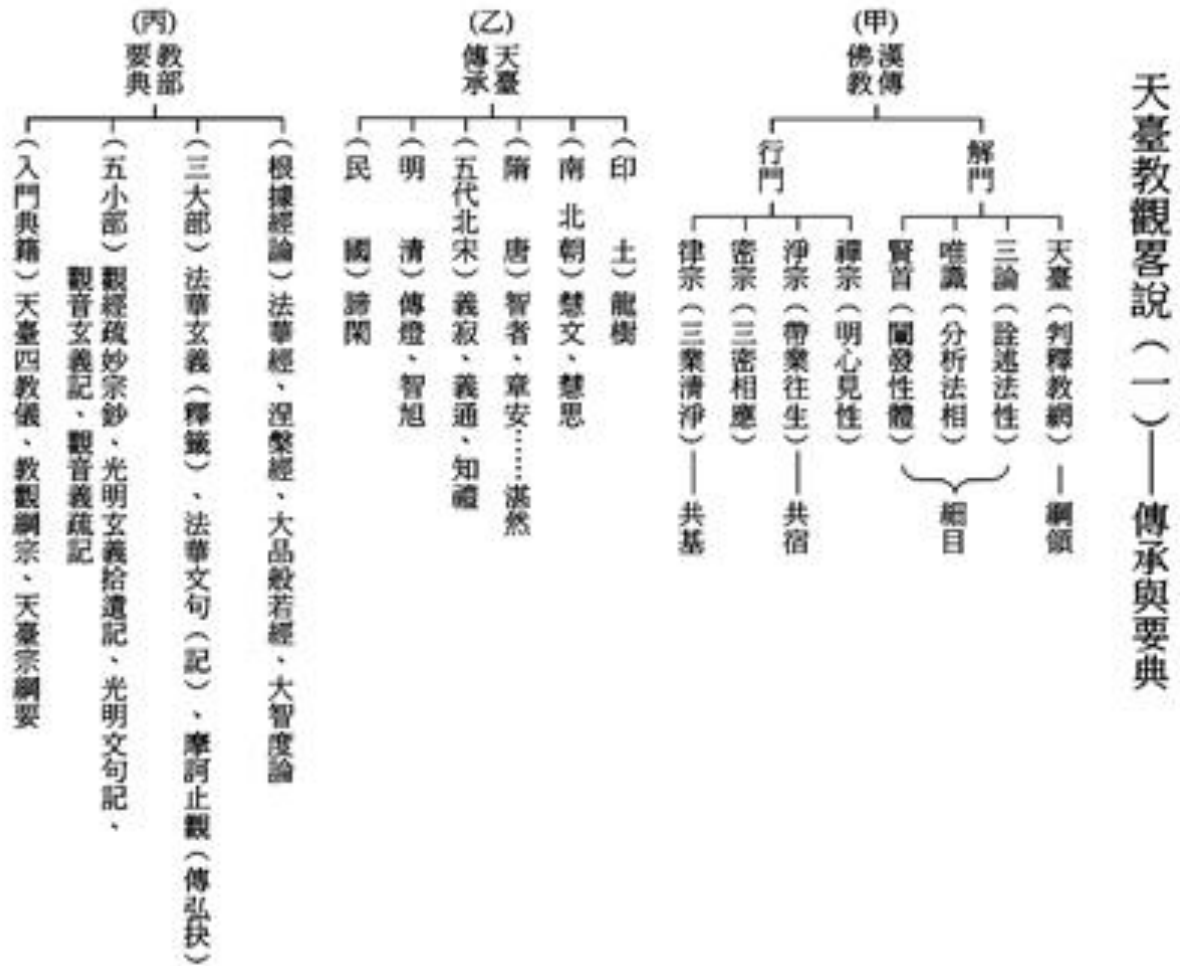 天臺教觀畧說（一）——傳承與要典
(甲)
漢傳
佛教
解門
天臺（判釋教網）——綱領
三論（詮述法性）
唯識（分析法相）
賢首（闡發性體）
細目
行門
禪宗（明心見性）
淨宗（帶業往生）——共宿
密宗（三密相應）
律宗（三業清淨）——共基
(乙)
天臺
傳承
（印土）龍樹
（南北朝）慧文、慧思
（隋唐）智者、章安……湛然
（五代北宋）義寂、義通、知禮
（明清）傳燈、智旭
（民國）諦閑
(丙)
教部
要典
（根據經論）法華經、涅槃經、大品般若經、大智度論
（三大部）法華玄義（釋籤）、法華文句（記）、摩訶止觀（傳弘抉）
（五小部）觀經疏妙宗鈔、光明玄義拾遺記、光明文句記、
觀音玄義記、觀音義疏記
（入門典籍）天臺四教儀、教觀綱宗、天臺宗綱要